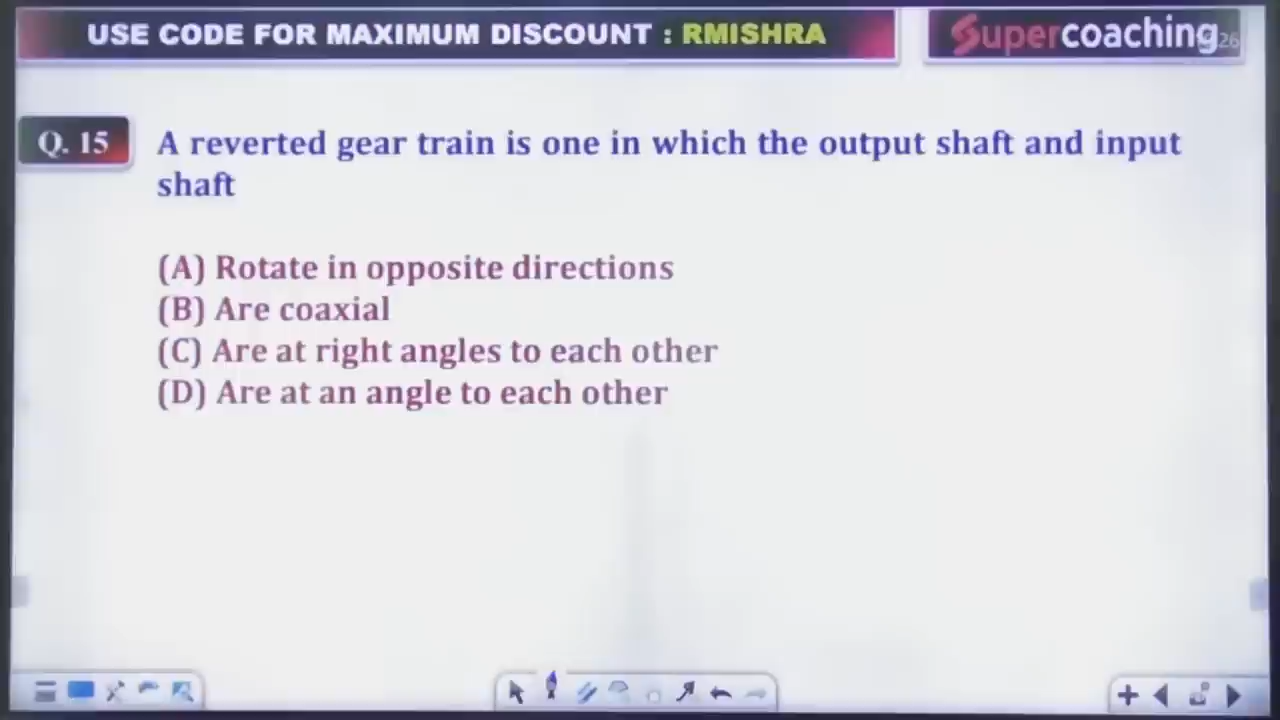 USE CODE FOR MAXIMUM DISCOUNT : RMISHRA
Supercoaching
26
Q. 15
A reverted gear train is one in which the output shaft and input
shaft
(A) Rotate in opposite directions
(B) Are coaxial
(C) Are at right angles to each other
(D) Are at an angle to each other